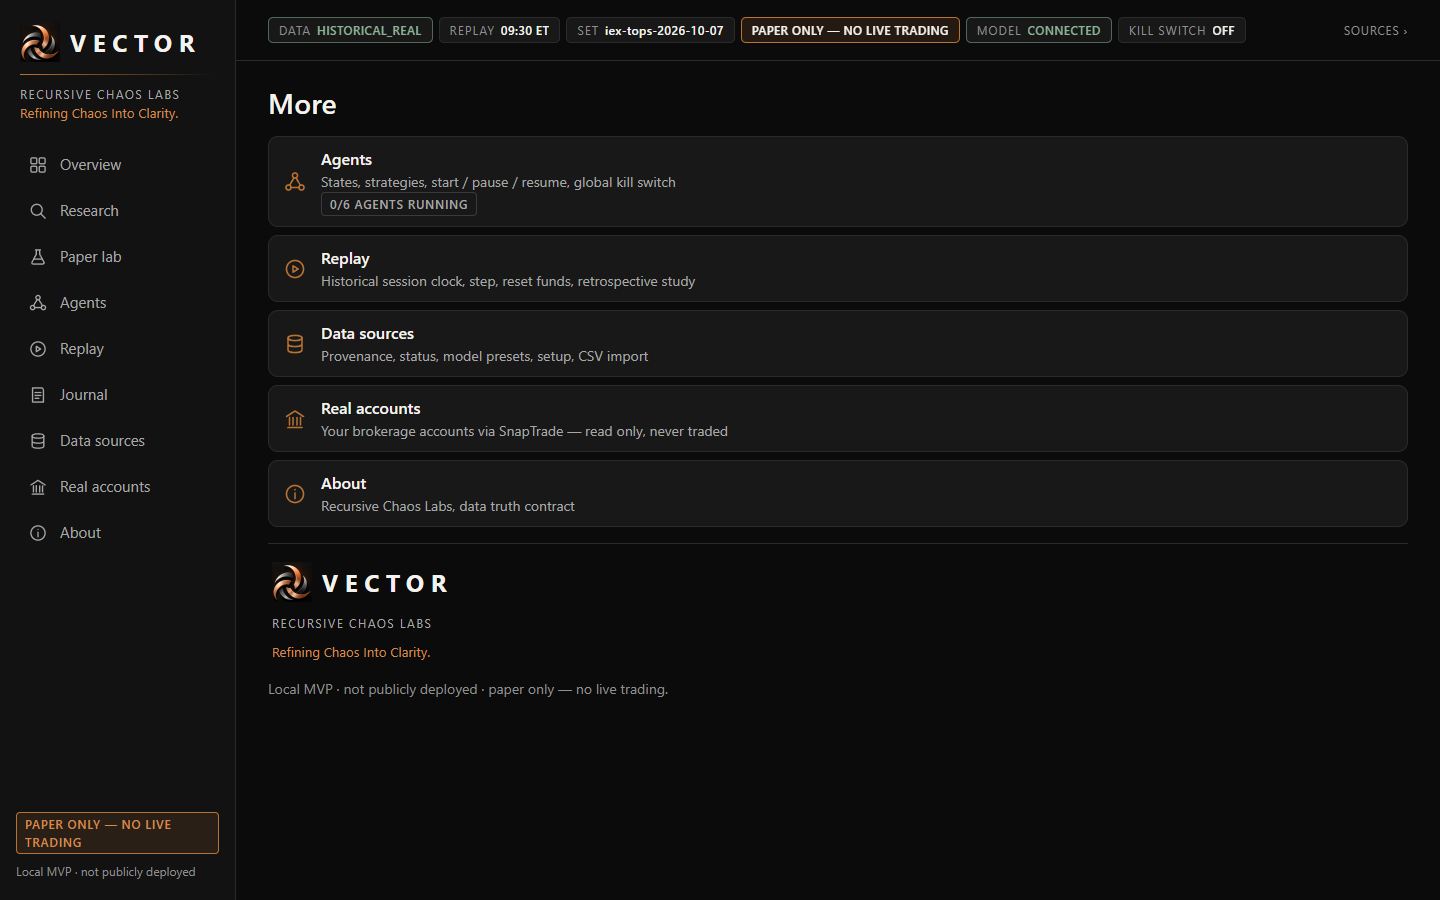 VECTOR
RECURSIVE CHAOS LABS
Refining Chaos Into Clarity.
Overview
Research
Paper lab
Agents
Replay
Journal
Data sources
Real accounts
About
PAPER ONLY — NO LIVE
TRADING
Local MVP · not publicly deployed
DATA HISTORICAL_REAL
REPLAY 09:30 ET
SET iex-tops-2026-10-07
PAPER ONLY — NO LIVE TRADING
MODEL CONNECTED
KILL SWITCH OFF
SOURCES ›
More
Agents
States, strategies, start / pause / resume, global kill switch
0/6 AGENTS RUNNING
Replay
Historical session clock, step, reset funds, retrospective study
Data sources
Provenance, status, model presets, setup, CSV import
Real accounts
Your brokerage accounts via SnapTrade — read only, never traded
About
Recursive Chaos Labs, data truth contract
VECTOR
RECURSIVE CHAOS LABS
Refining Chaos Into Clarity.
Local MVP · not publicly deployed · paper only — no live trading.